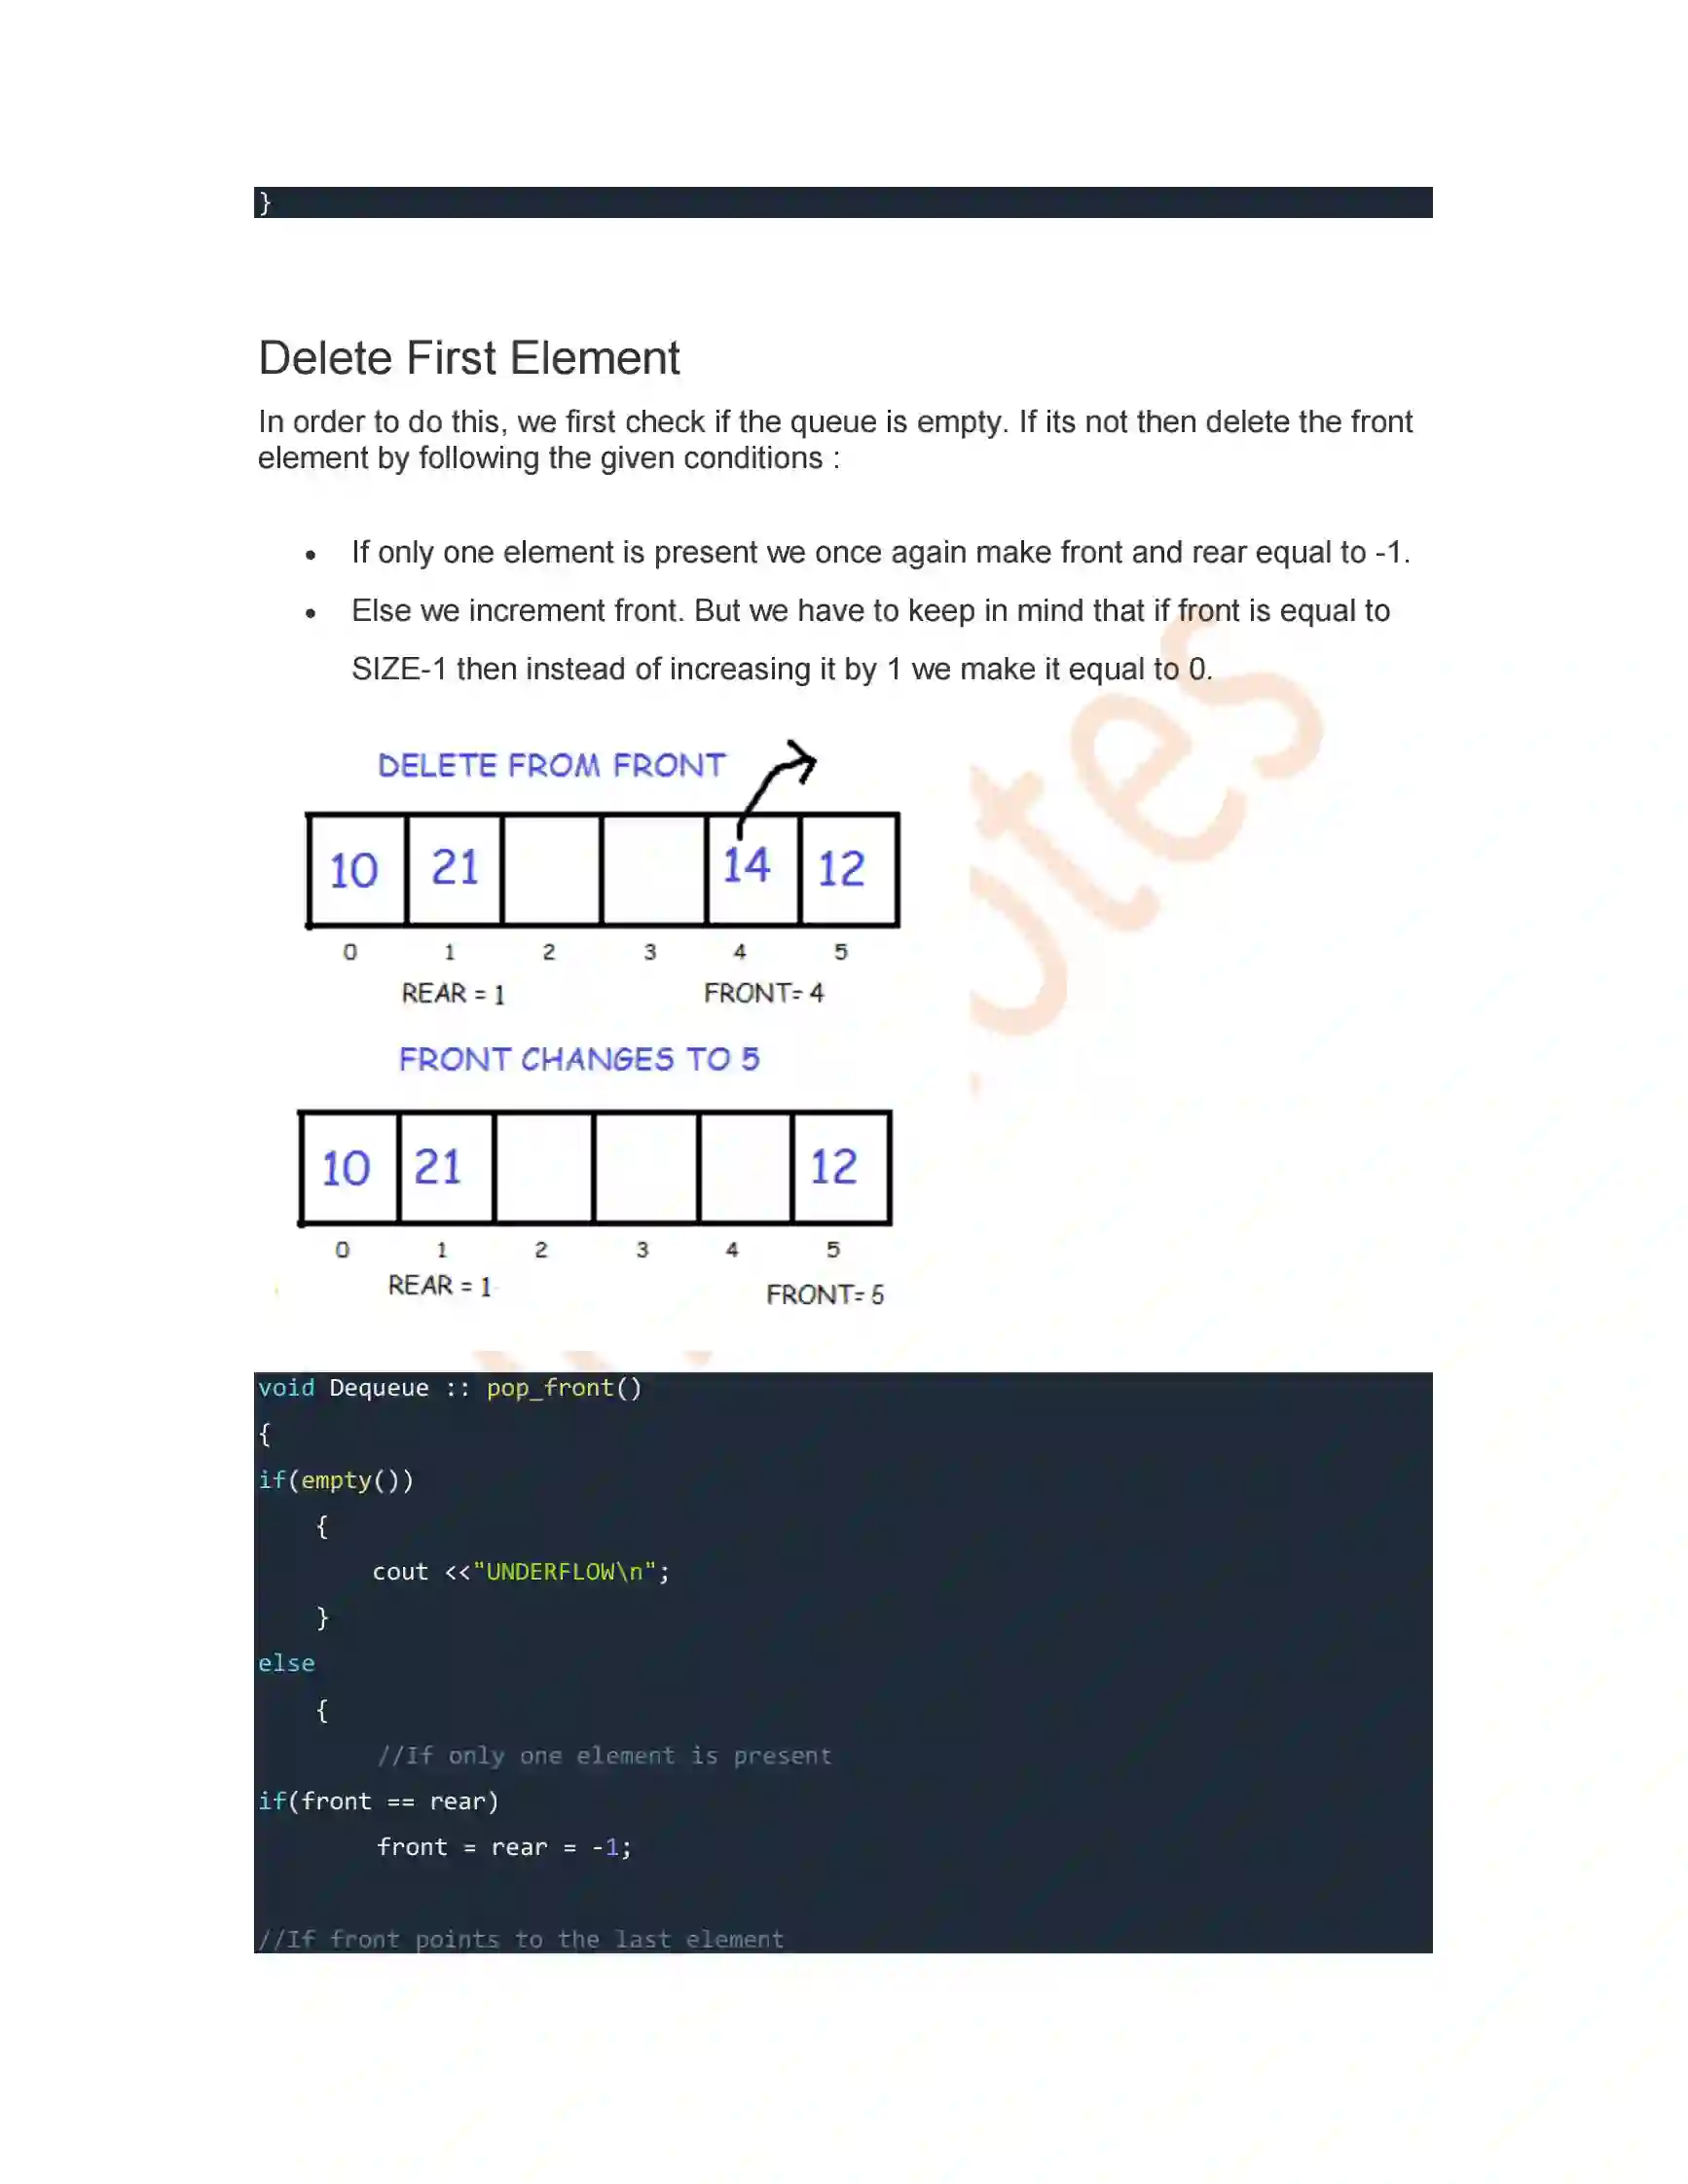 }
Delete First Element
In order to do this, we first check if the queue is empty. If its not then delete the front
element by following the given conditions :
• If only one element is present we once again make front and rear equal to -1.
• Else we increment front. But we have to keep in mind that if front is equal to
SIZE-1 then instead of increasing it by 1 we make it equal to 0.
DELETE FROM FRONT
10 21 14 12
0 1 2 3 4 5
REAR = 1 FRONT= 4
FRONT CHANGES TO 5
10 21 12
0 1 2 3 4 5
REAR = 1 FRONT= 5
void Dequeue :: pop_front()
{
if(empty())
{
cout <<"UNDERFLOW\n";
}
else
{
//If only one element is present
if(front == rear)
front = rear = -1;
//If front points to the last element